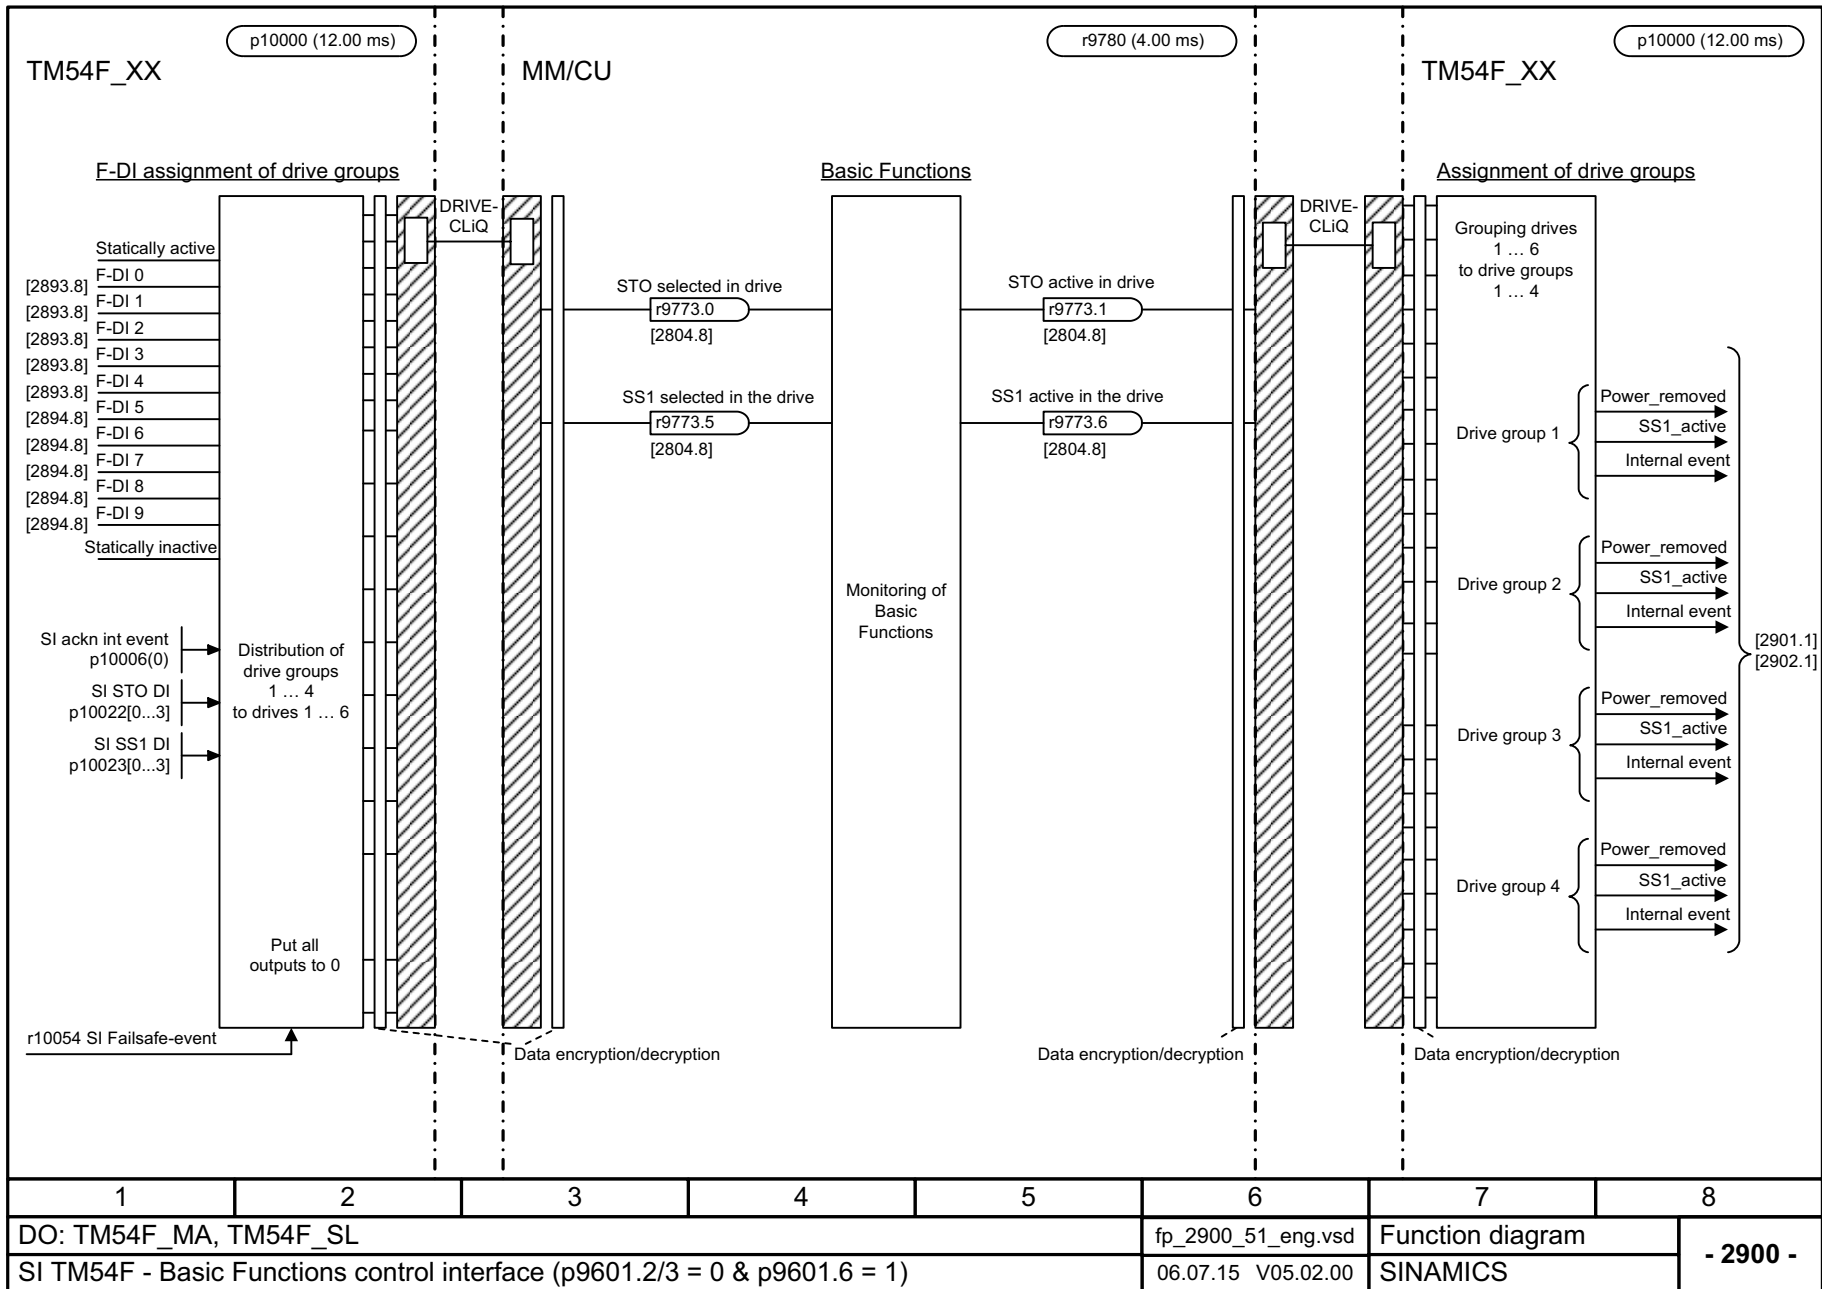 p10000 (12.00 ms)
r9780 (4.00 ms)
p10000 (12.00 ms)
TM54F_XX
MM/CU
TM54F_XX
F-DI assignment of drive groups
Basic Functions
Assignment of drive groups
DRIVE-
CLiQ
DRIVE-
CLiQ
Statically active
[2893.8] F-DI 0
[2893.8] F-DI 1
[2893.8] F-DI 2
[2893.8] F-DI 3
[2893.8] F-DI 4
[2894.8] F-DI 5
[2894.8] F-DI 6
[2894.8] F-DI 7
[2894.8] F-DI 8
[2894.8] F-DI 9
Statically inactive
SI ackn int event
p10006(0)
SI STO DI
p10022[0...3]
SI SS1 DI
p10023[0...3]
Distribution of
drive groups
1 ... 4
to drives 1 ... 6
Put all
outputs to 0
r10054 SI Failsafe-event
STO selected in drive
r9773.0
[2804.8]
SS1 selected in the drive
r9773.5
[2804.8]
Monitoring of
Basic
Functions
STO active in drive
r9773.1
[2804.8]
SS1 active in the drive
r9773.6
[2804.8]
Data encryption/decryption
Data encryption/decryption
Data encryption/decryption
Grouping drives
1 ... 6
to drive groups
1 ... 4
Drive group 1
Power_removed
SS1_active
Internal event
Drive group 2
Power_removed
SS1_active
Internal event
Drive group 3
Power_removed
SS1_active
Internal event
Drive group 4
Power_removed
SS1_active
Internal event
[2901.1]
[2902.1]
1 2 3 4 5 6 7 8
DO: TM54F_MA, TM54F_SL
fp_2900_51_eng.vsd
Function diagram
- 2900 -
SI TM54F - Basic Functions control interface (p9601.2/3 = 0 & p9601.6 = 1)
06.07.15 V05.02.00
SINAMICS